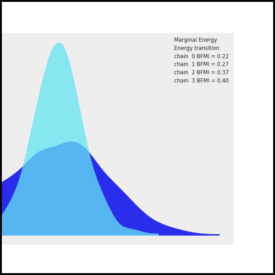 Marginal Energy
Energy transition
chain  0 BFMI = 0.22
chain  1 BFMI = 0.27
chain  2 BFMI = 0.37
chain  3 BFMI = 0.40